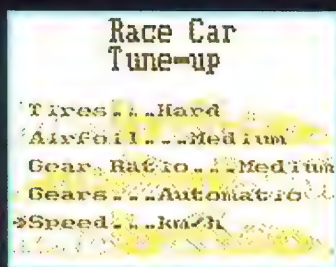 Race Car
Tune-up
Tires...Hard
Airfoil...Medium
Gear Ratio...Medium
Gears...Automatic
Speed...km/h